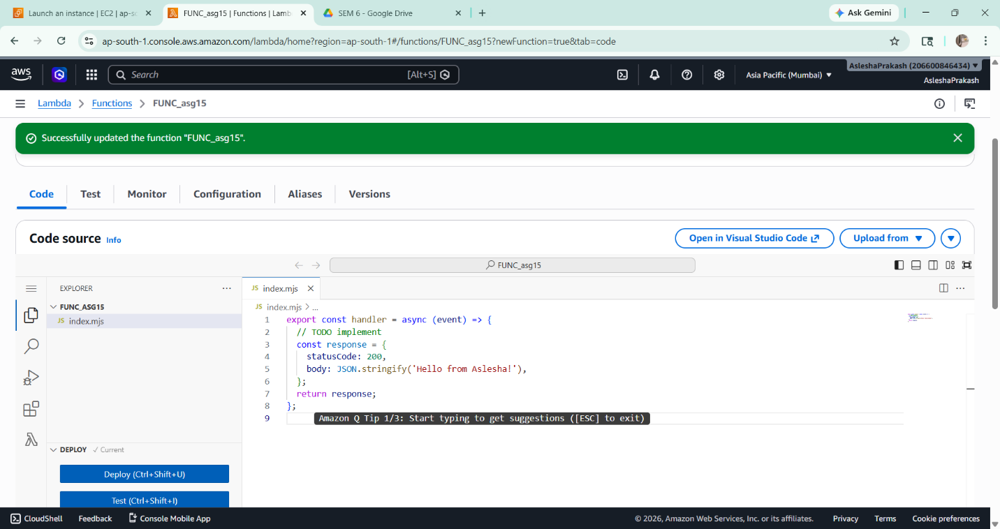 Launch an instance | EC2 | ap-so
FUNC_asg15 | Functions | Lamb
SEM 6 - Google Drive
Ask Gemini
ap-south-1.console.aws.amazon.com/lambda/home?region=ap-south-1#/functions/FUNC_asg15?newFunction=true&tab=code
aws
Search
[Alt+S]
Asia Pacific (Mumbai) ▼
AsleshaPrakash (206600846434) ▼
AsleshaPrakash
Lambda > Functions > FUNC_asg15
Successfully updated the function "FUNC_asg15".
Code Test Monitor Configuration Aliases Versions
Code source Info
Open in Visual Studio Code
Upload from ▼
FUNC_asg15
EXPLORER ...
JS index.mjs
FUNC_ASG15
JS index.mjs
JS index.mjs > ...
1 export const handler = async (event) => {
2 // TODO implement
3 const response = {
4 statusCode: 200,
5 body: JSON.stringify('Hello from Aslesha!'),
6 };
7 return response;
8 };
9 Amazon Q Tip 1/3: Start typing to get suggestions ([ESC] to exit)
DEPLOY ✓ Current
Deploy (Ctrl+Shift+U)
Test (Ctrl+Shift+I)
CloudShell Feedback Console Mobile App
© 2026, Amazon Web Services, Inc. or its affiliates. Privacy Terms Cookie preferences